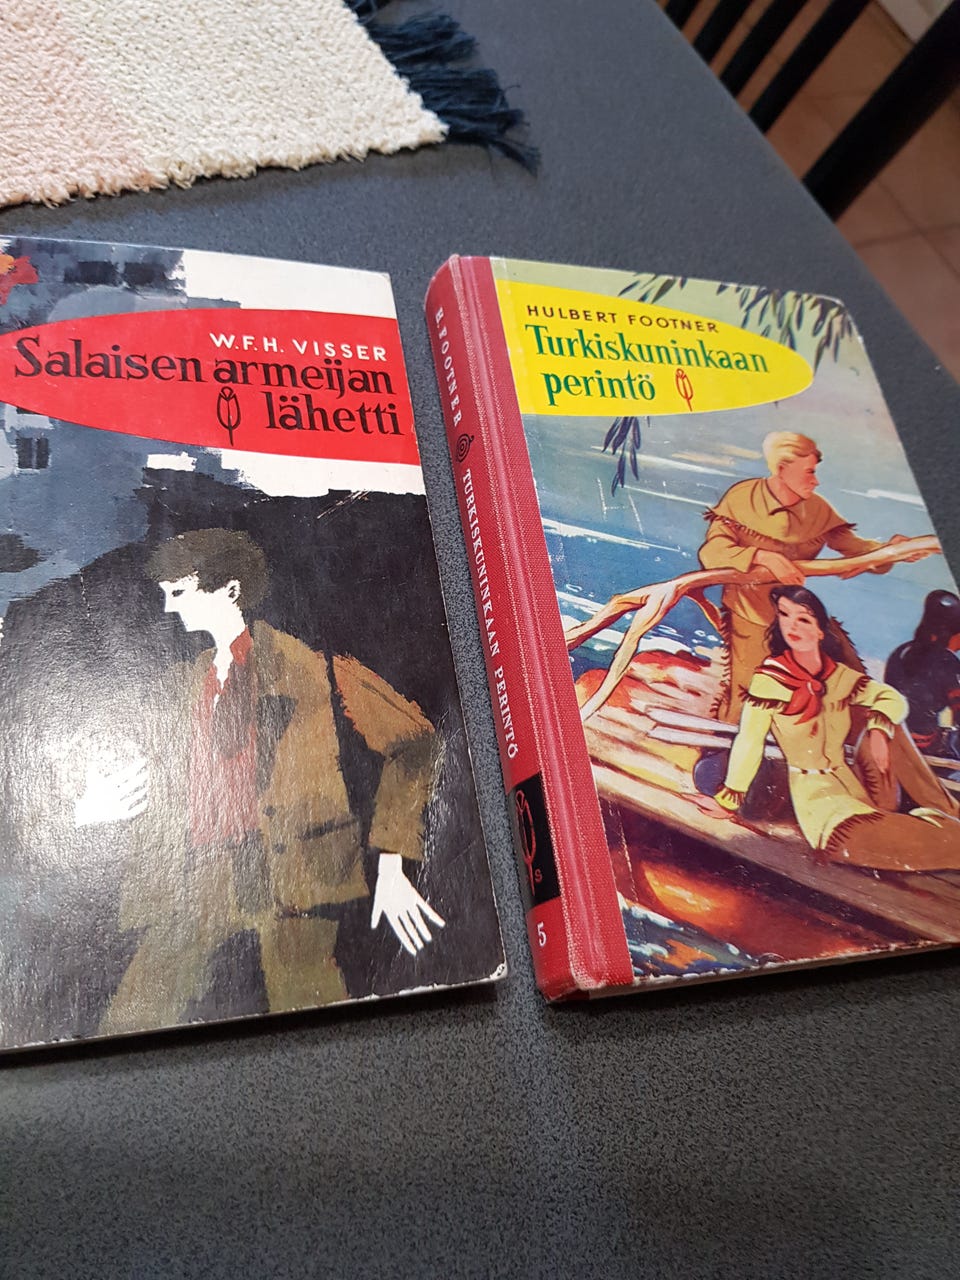 W.F.H. VISSER
Salaisen armeijan
lähetti
H. FOOTNER TURKISKUNINKAAN PERINTÖ
S
5
HULBERT FOOTNER
Turkiskuninkaan
perintö